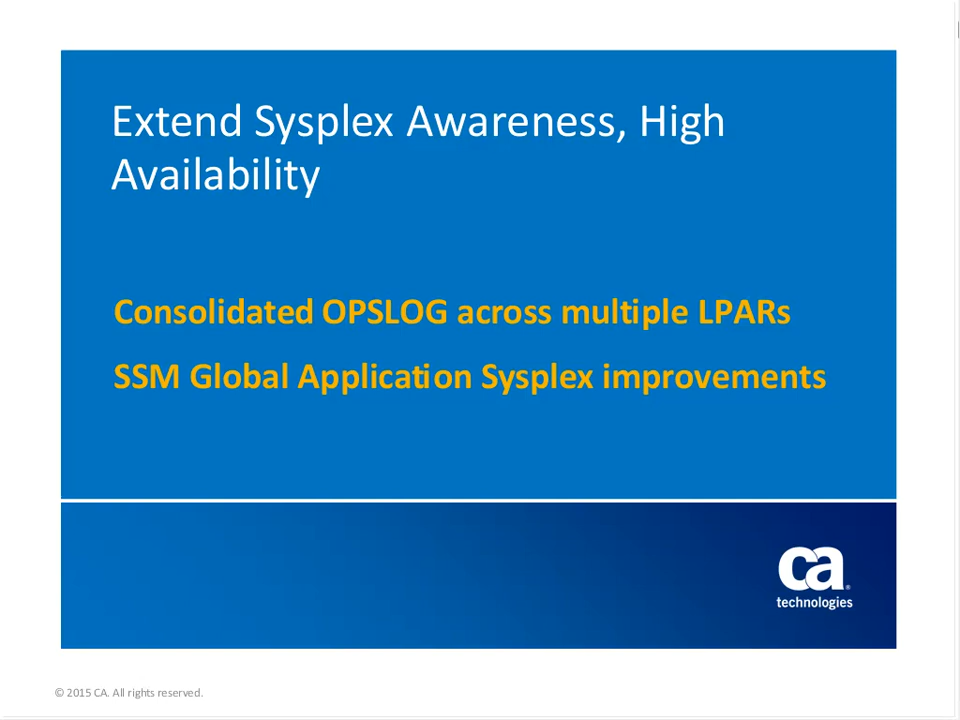 Extend Sysplex Awareness, High
Availability
Consolidated OPSLOG across multiple LPARs
SSM Global Application Sysplex improvements
ca
technologies
© 2015 CA. All rights reserved.